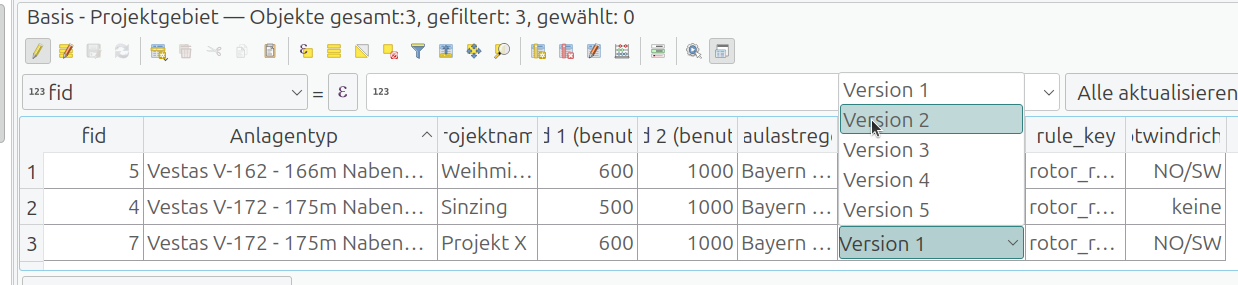 Basis - Projektgebiet — Objekte gesamt:3, gefiltert: 3, gewählt: 0
123 fid = ε 123 Alle aktualisieren
Version 1
Version 2
Version 3
Version 4
Version 5
fid Anlagentyp rojektnam d 1 (benut d 2 (benut aulastreg rule_key otwindrich
1 5 Vestas V-162 - 166m Naben… Weihmi… 600 1000 Bayern … rotor_r… NO/SW
2 4 Vestas V-172 - 175m Naben… Sinzing 500 1000 Bayern … rotor_r… keine
3 7 Vestas V-172 - 175m Naben… Projekt X 600 1000 Bayern … Version 1 rotor_r… NO/SW